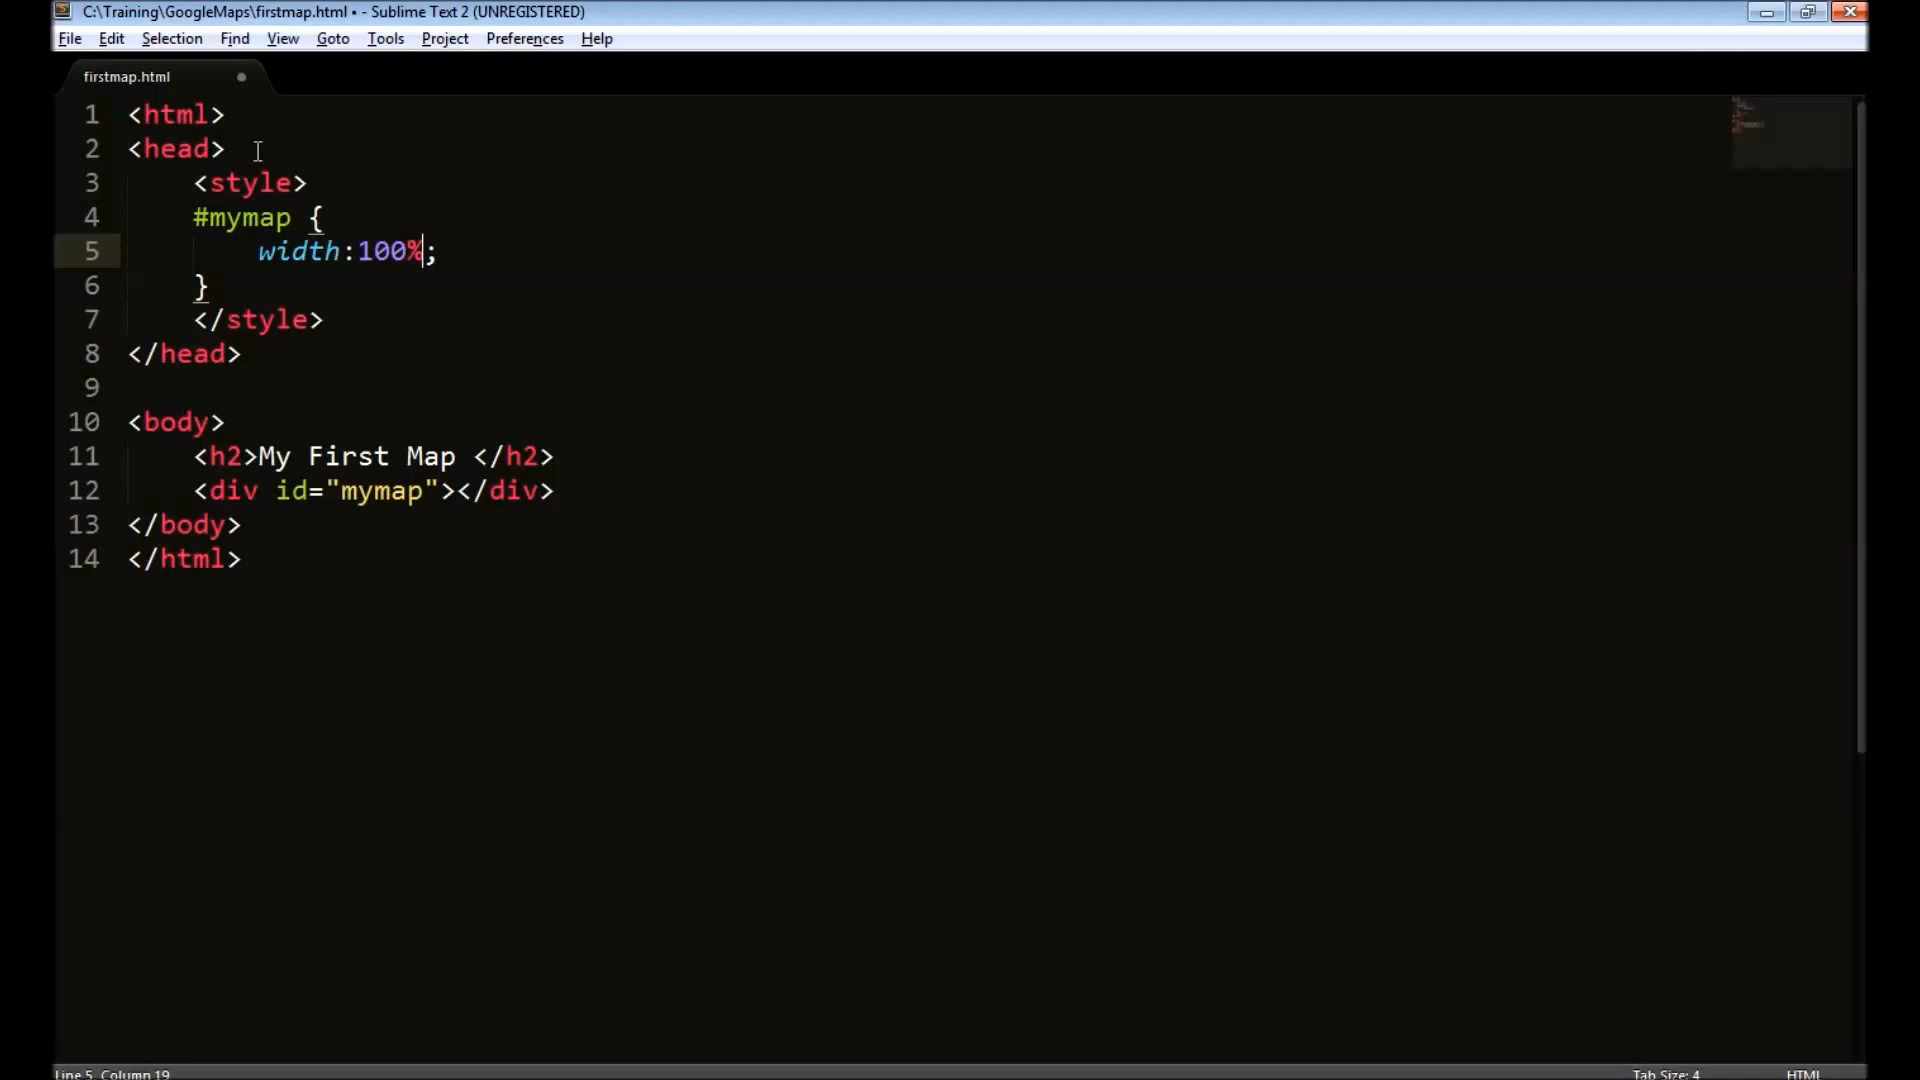 C:\Training\GoogleMaps\firstmap.html • - Sublime Text 2 (UNREGISTERED)
File Edit Selection Find View Goto Tools Project Preferences Help
firstmap.html
1 <html>
2 <head>
3 <style>
4 #mymap {
5 width:100%;
6 }
7 </style>
8 </head>
9
10 <body>
11 <h2>My First Map </h2>
12 <div id="mymap"></div>
13 </body>
14 </html>
Line 5, Column 19 Tab Size: 4 HTML